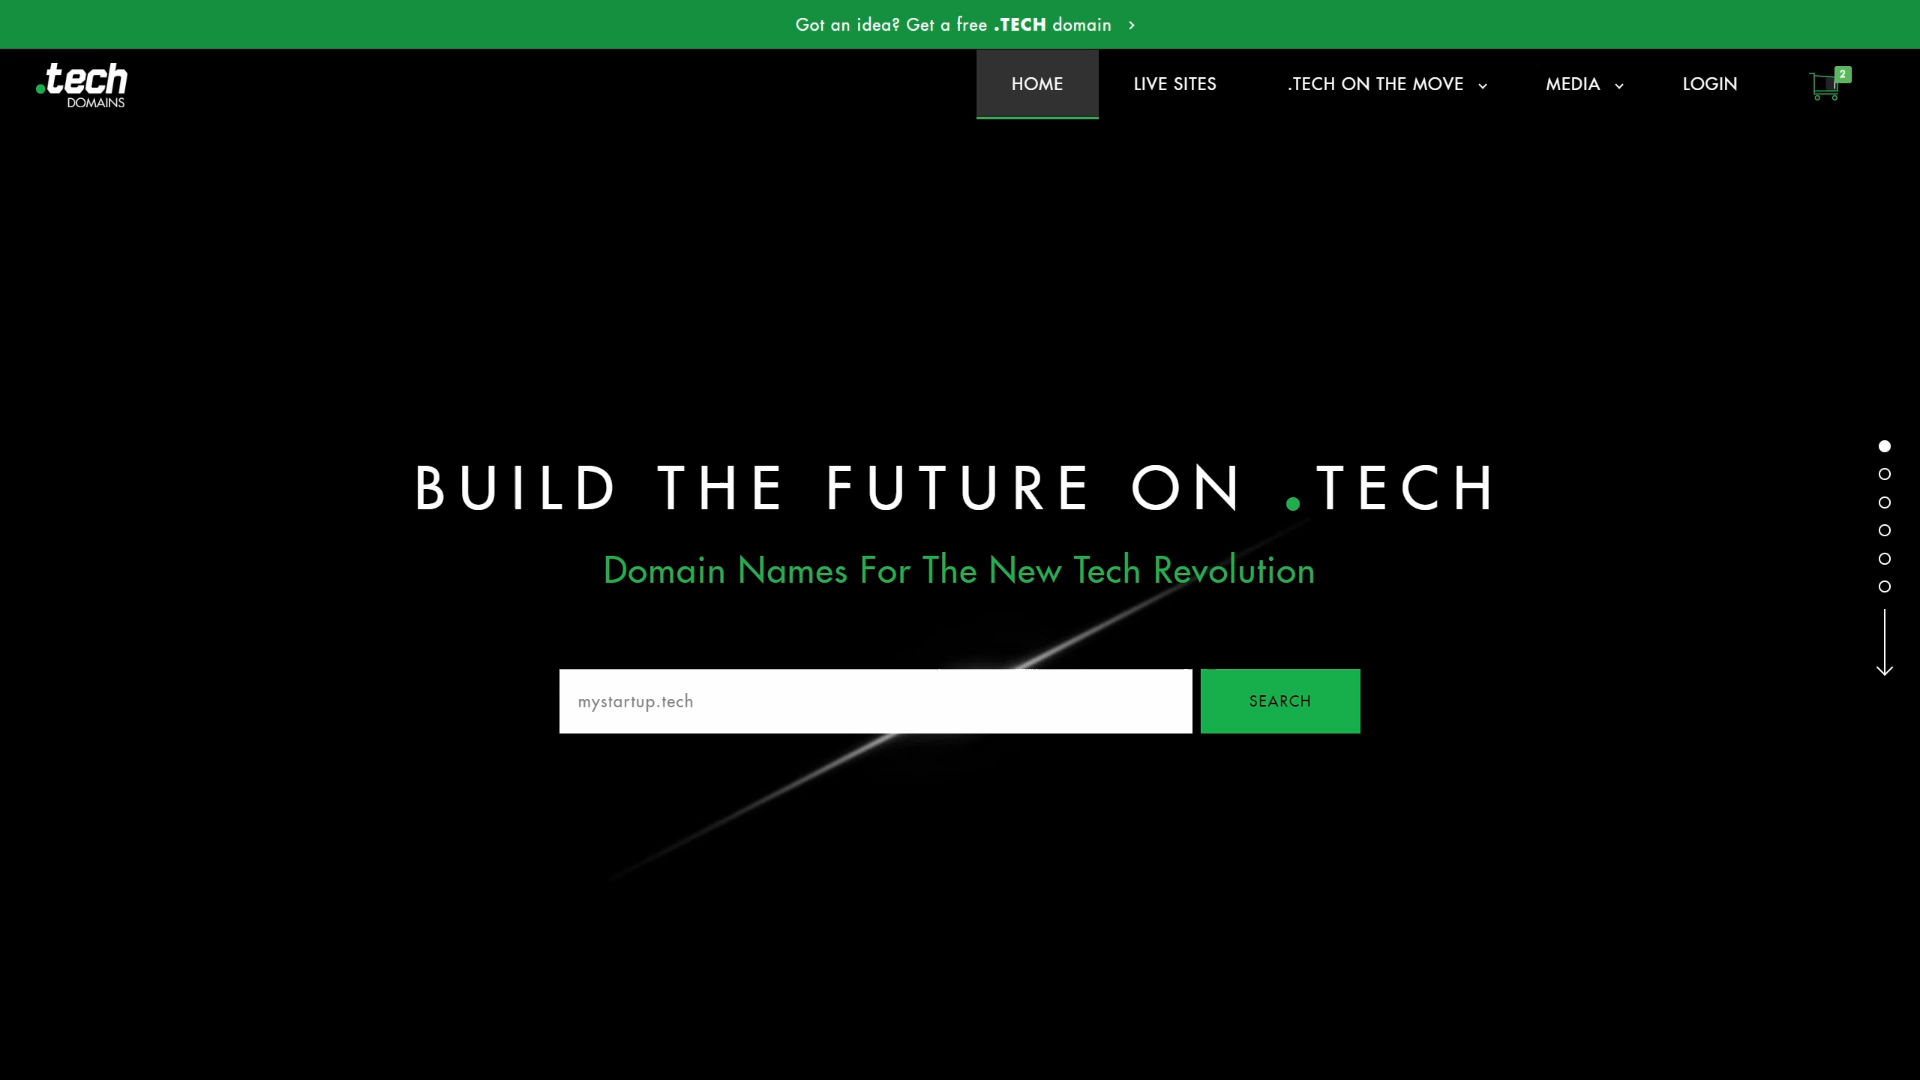 Got an idea? Get a free .TECH domain
.tech
DOMAINS
HOME
LIVE SITES
.TECH ON THE MOVE
MEDIA
LOGIN
2
BUILD THE FUTURE ON .TECH
Domain Names For The New Tech Revolution
mystartup.tech
SEARCH